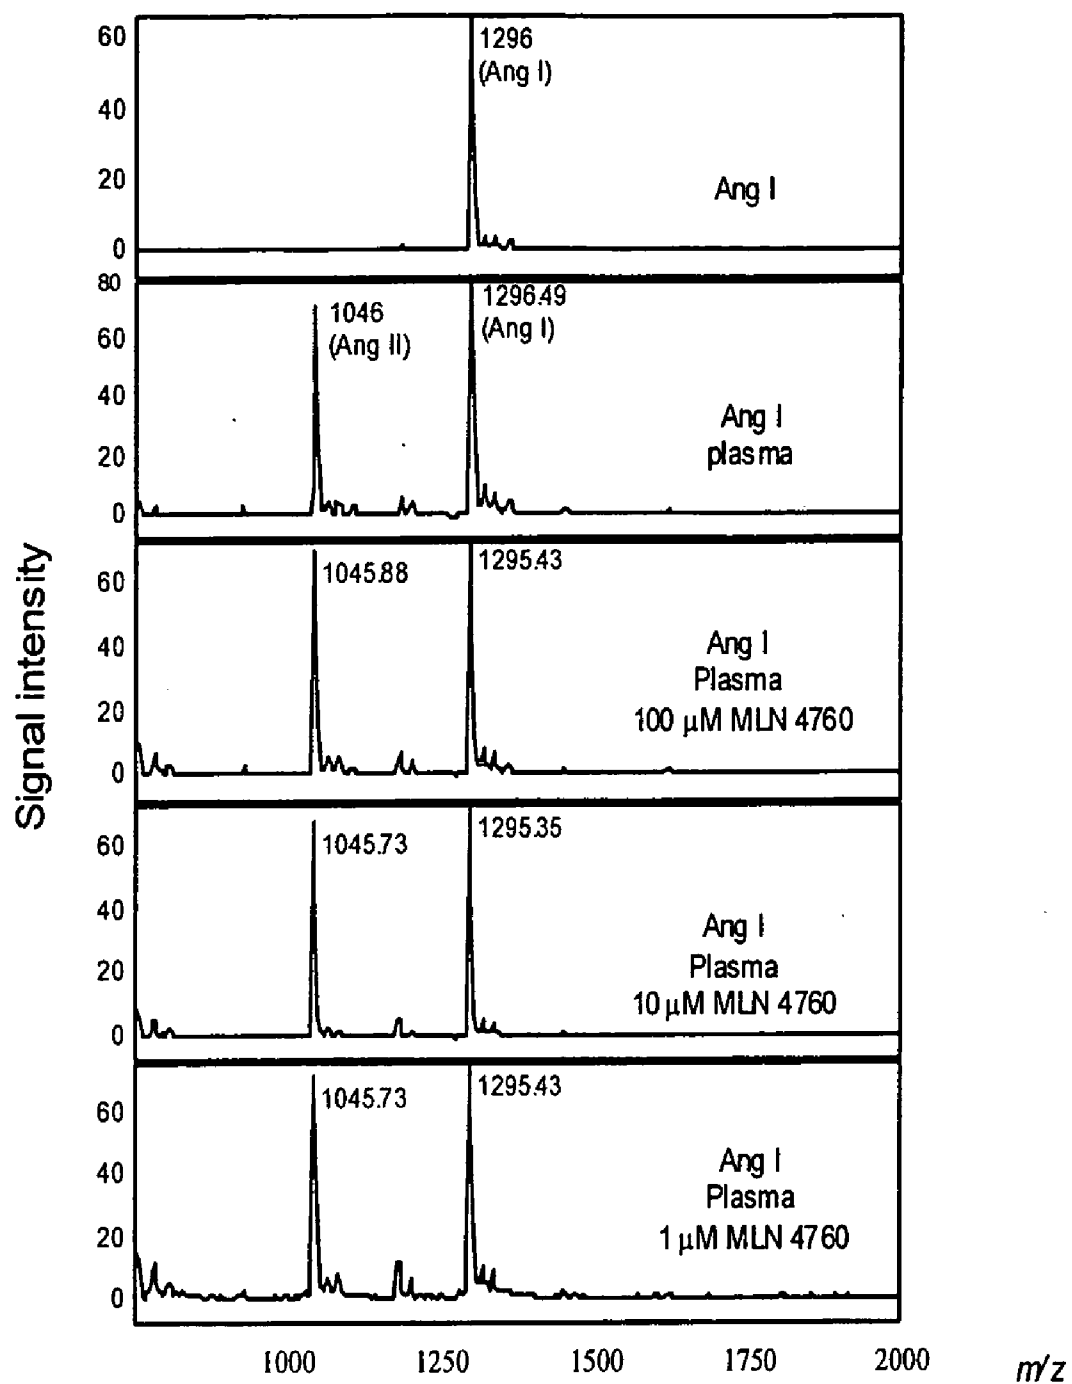 Signal intensity
60
40
20
0
1296
(Ang I)
Ang I
80
60
40
20
0
1046
(Ang II)
1296.49
(Ang I)
Ang I
plasma
60
40
20
0
1045.88
1295.43
Ang I
Plasma
100 µM MLN 4760
60
40
20
0
1045.73
1295.35
Ang I
Plasma
10 µM MLN 4760
60
40
20
0
1045.73
1295.43
Ang I
Plasma
1 µM MLN 4760
1000 1250 1500 1750 2000
m/z